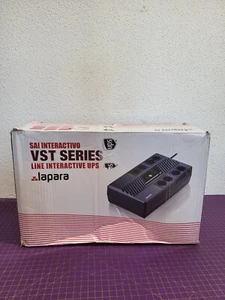 SAI INTERACTIVO
VST SERIES
LINE INTERACTIVE UPS
lapara